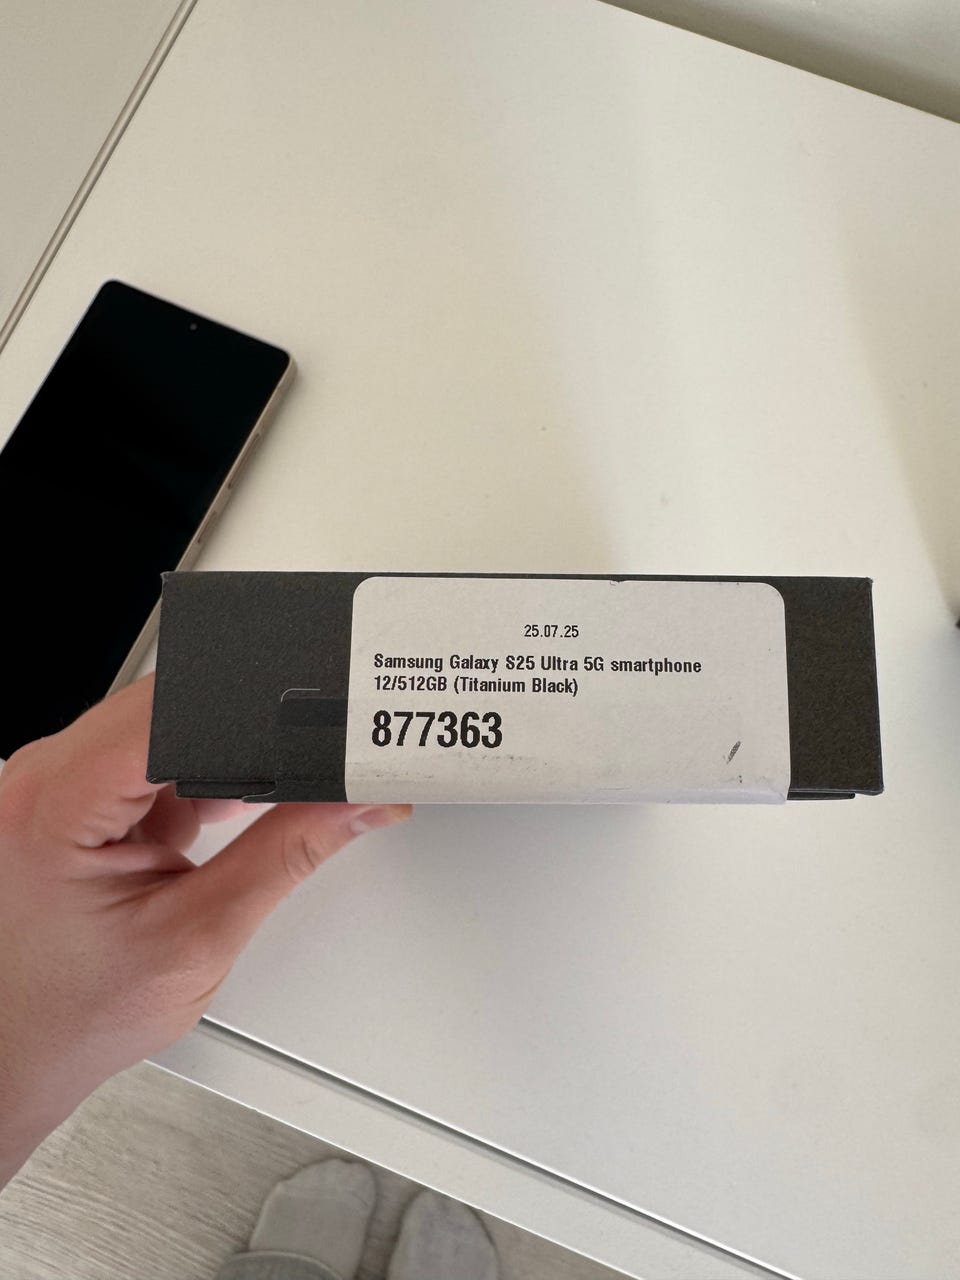 25.07.25
Samsung Galaxy S25 Ultra 5G smartphone
12/512GB (Titanium Black)
877363